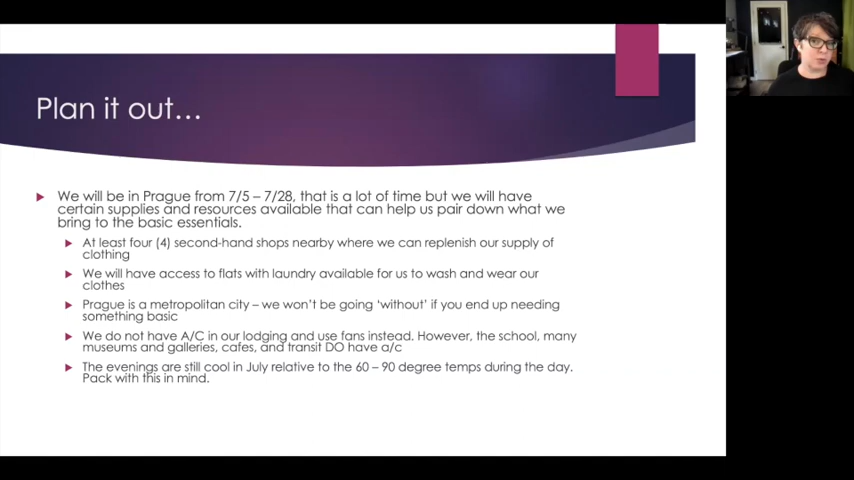 Plan it out…
We will be in Prague from 7/5 – 7/28, that is a lot of time but we will have
certain supplies and resources available that can help us pair down what we
bring to the basic essentials.
At least four (4) second-hand shops nearby where we can replenish our supply of
clothing
We will have access to flats with laundry available for us to wash and wear our
clothes
Prague is a metropolitan city – we won't be going 'without' if you end up needing
something basic
We do not have A/C in our lodging and use fans instead. However, the school, many
museums and galleries, cafes, and transit DO have a/c
The evenings are still cool in July relative to the 60 – 90 degree temps during the day.
Pack with this in mind.